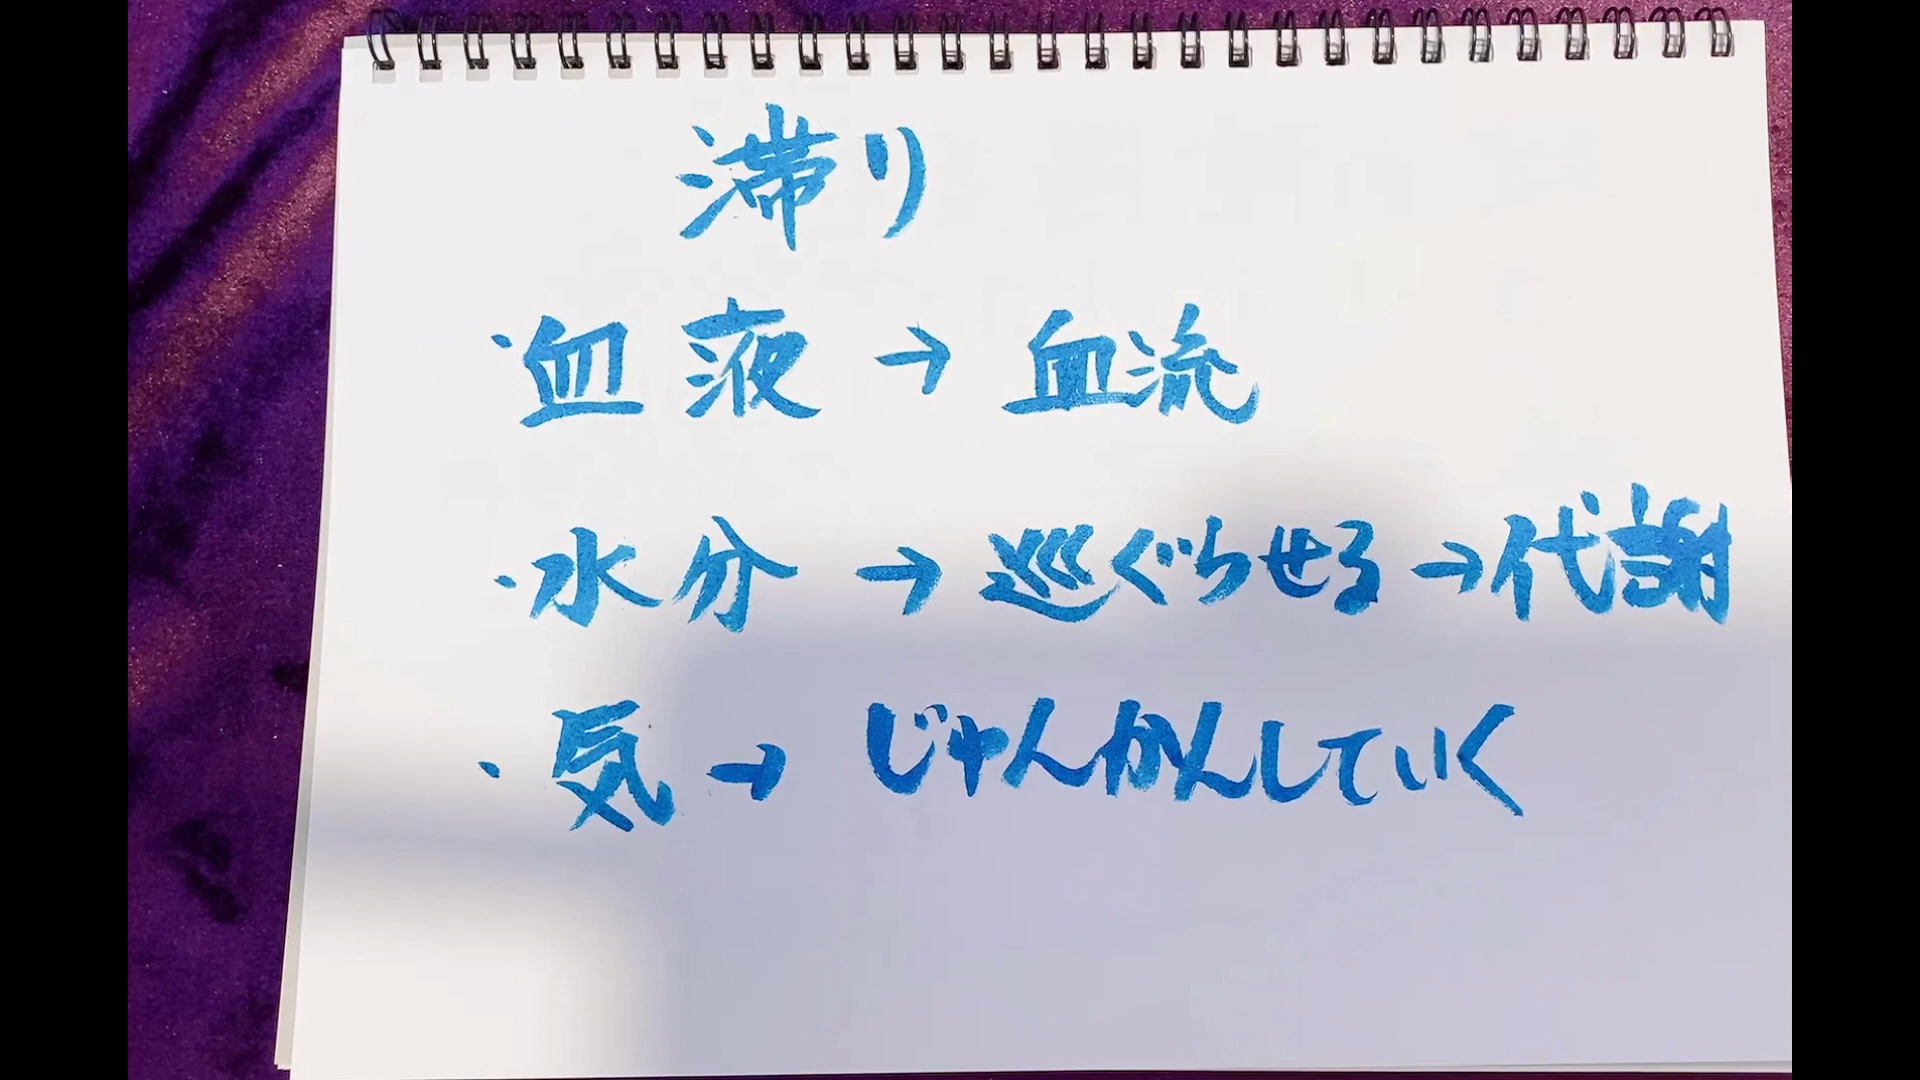 滞り
・血液→血流
・水分→巡ぐらせる→代謝
・気→じゅんかんしていく